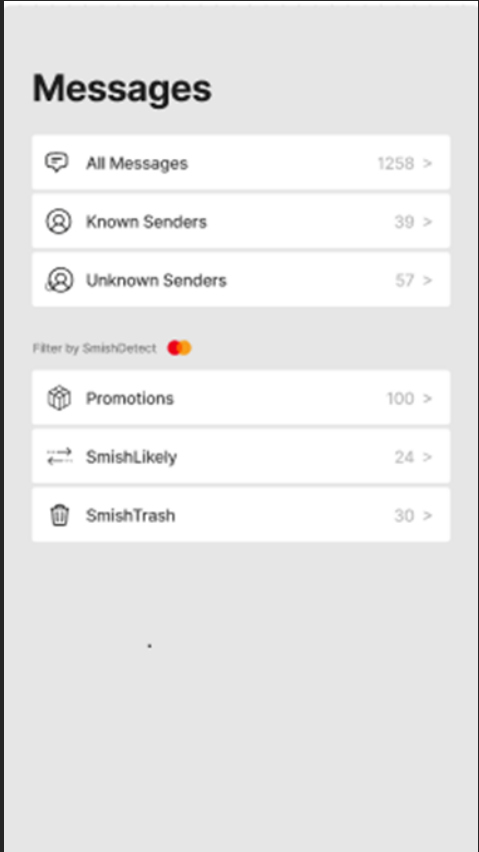 Messages
All Messages 1258 >
Known Senders 39 >
Unknown Senders 57 >
Filter by SmishDetect
Promotions 100 >
SmishLikely 24 >
SmishTrash 30 >